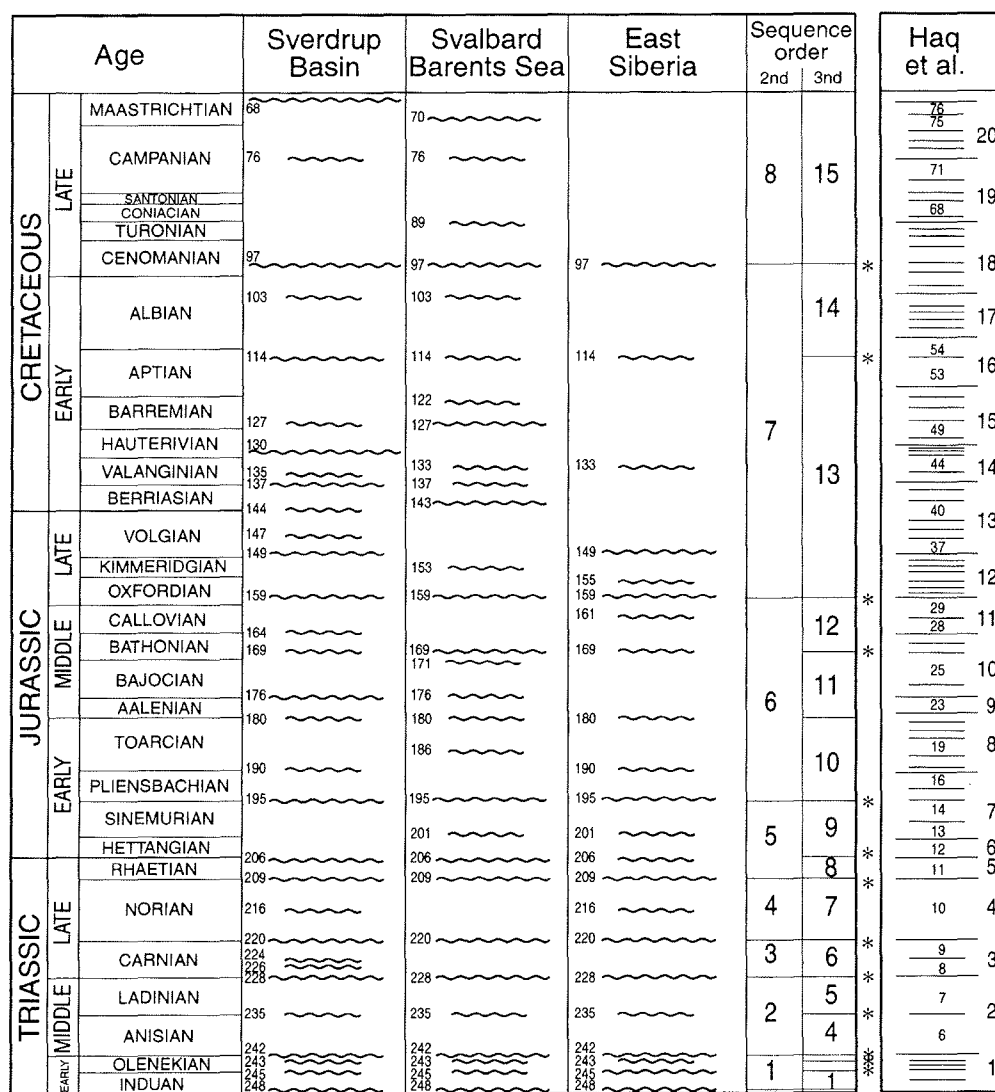 Age
Sverdrup
Basin
Svalbard
Barents Sea
East
Siberia
Sequence
order
2nd
3nd
Haq
et al.
CRETACEOUS
LATE
EARLY
JURASSIC
LATE
MIDDLE
EARLY
TRIASSIC
LATE
MIDDLE
EARLY
MAASTRICHTIAN
CAMPANIAN
SANTONIAN
CONIACIAN
TURONIAN
CENOMANIAN
ALBIAN
APTIAN
BARREMIAN
HAUTERIVIAN
VALANGINIAN
BERRIASIAN
VOLGIAN
KIMMERIDGIAN
OXFORDIAN
CALLOVIAN
BATHONIAN
BAJOCIAN
AALENIAN
TOARCIAN
PLIENSBACHIAN
SINEMURIAN
HETTANGIAN
RHAETIAN
NORIAN
CARNIAN
LADINIAN
ANISIAN
OLENEKIAN
INDUAN
68
76
97
103
114
127
130
135
137
144
147
149
159
164
169
176
180
190
195
206
209
216
220
224
226
228
235
242
243
245
248
70
76
89
97
103
114
122
127
133
137
143
153
159
169
171
176
180
186
195
201
206
209
220
228
235
242
243
245
248
97
114
133
149
155
159
161
169
180
190
195
201
206
209
216
220
228
235
242
243
245
248
8
7
6
5
4
3
2
1
15
14
13
12
11
10
9
8
7
6
5
4
1
*
*
*
*
*
*
*
*
*
*
76
75
71
68
54
53
49
44
40
37
29
28
25
23
19
16
14
13
12
11
10
9
8
7
6
20
19
18
17
16
15
14
13
12
11
10
9
8
7
6
5
4
3
2
1